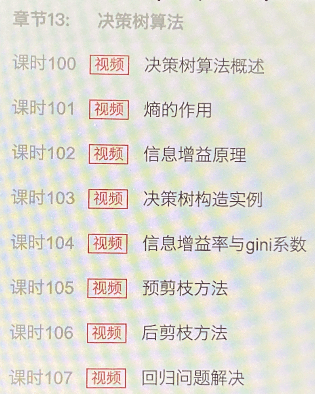 章节13: 决策树算法
课时100 视频 决策树算法概述
课时101 视频 熵的作用
课时102 视频 信息增益原理
课时103 视频 决策树构造实例
课时104 视频 信息增益率与gini系数
课时105 视频 预剪枝方法
课时106 视频 后剪枝方法
课时107 视频 回归问题解决